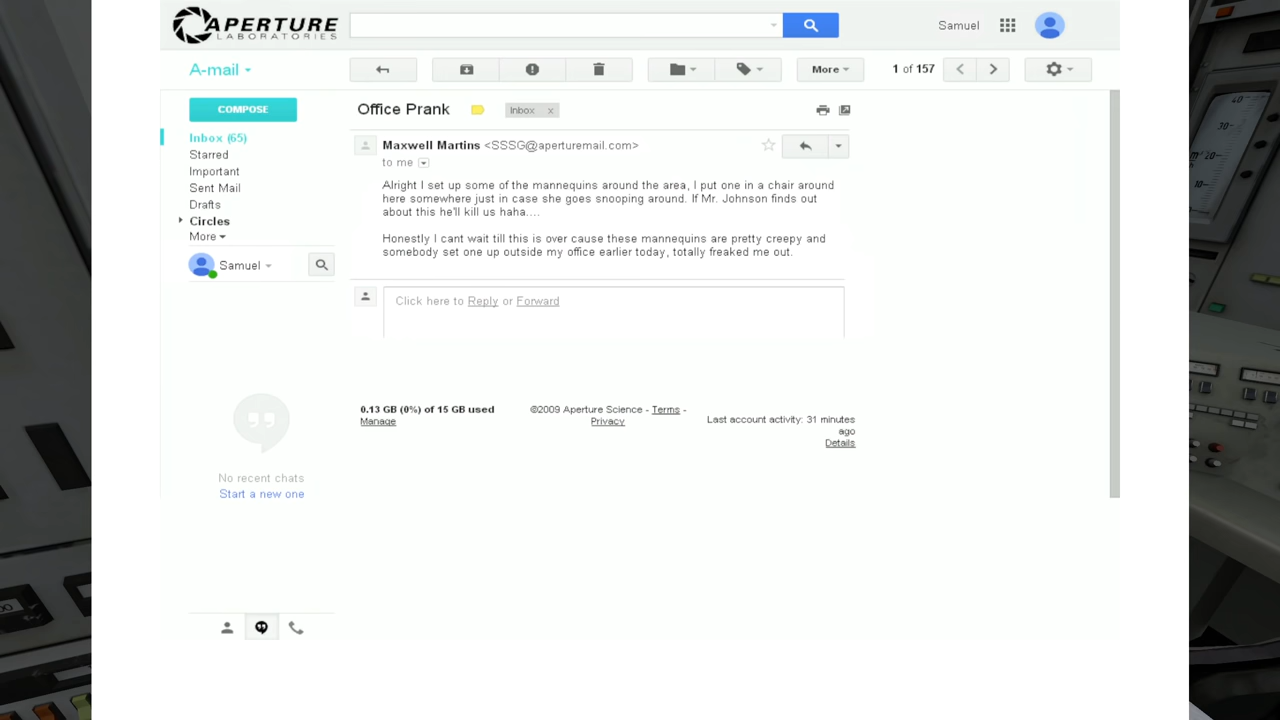 APERTURE
LABORATORIES
Samuel
A-mail
More
1 of 157
COMPOSE
Office Prank
Inbox x
Inbox (65)
Starred
Important
Sent Mail
Drafts
Circles
More
Samuel
Maxwell Martins <SSSG@aperturemail.com>
to me
Alright I set up some of the mannequins around the area, I put one in a chair around
here somewhere just in case she goes snooping around. If Mr. Johnson finds out
about this he'll kill us haha....
Honestly I cant wait till this is over cause these mannequins are pretty creepy and
somebody set one up outside my office earlier today, totally freaked me out.
Click here to Reply or Forward
0.13 GB (0%) of 15 GB used
Manage
©2009 Aperture Science - Terms -
Privacy
Last account activity: 31 minutes
ago
Details
No recent chats
Start a new one
40
30
20
10